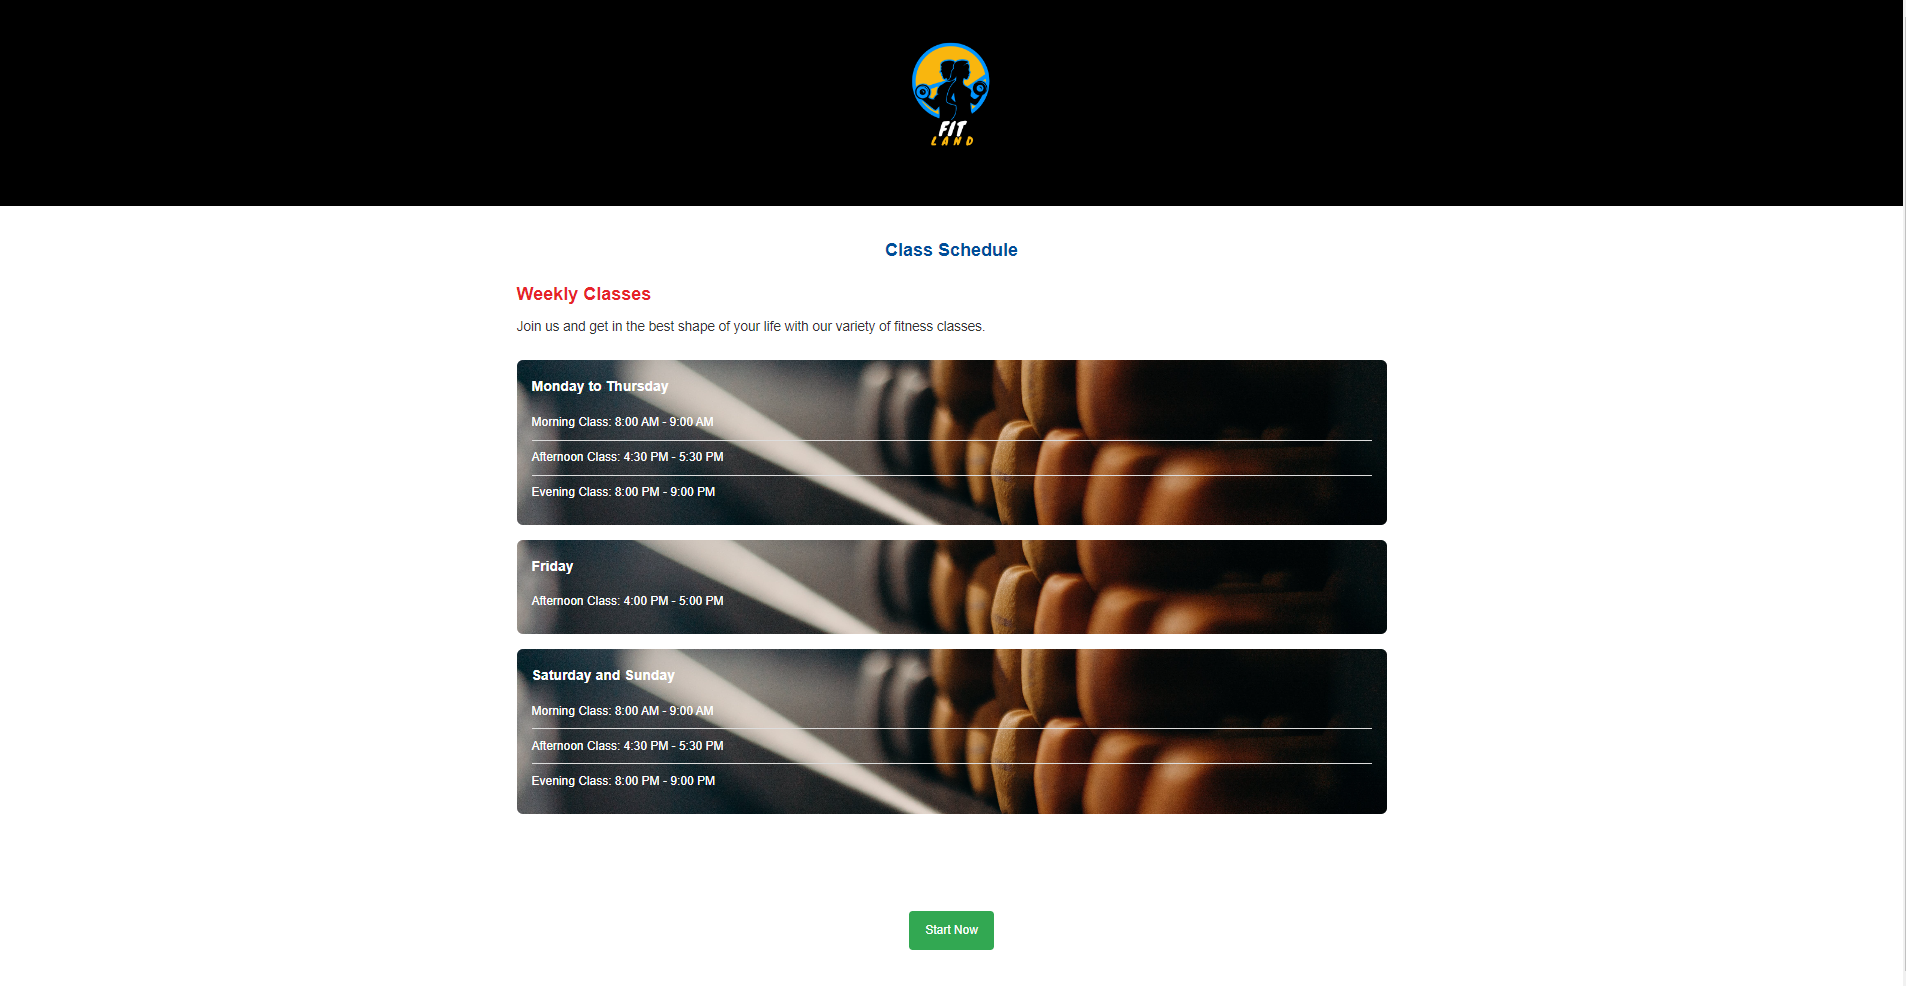 FIT
LAND
Class Schedule
Weekly Classes
Join us and get in the best shape of your life with our variety of fitness classes.
Monday to Thursday
Morning Class: 8:00 AM - 9:00 AM
Afternoon Class: 4:30 PM - 5:30 PM
Evening Class: 8:00 PM - 9:00 PM
Friday
Afternoon Class: 4:00 PM - 5:00 PM
Saturday and Sunday
Morning Class: 8:00 AM - 9:00 AM
Afternoon Class: 4:30 PM - 5:30 PM
Evening Class: 8:00 PM - 9:00 PM
Start Now